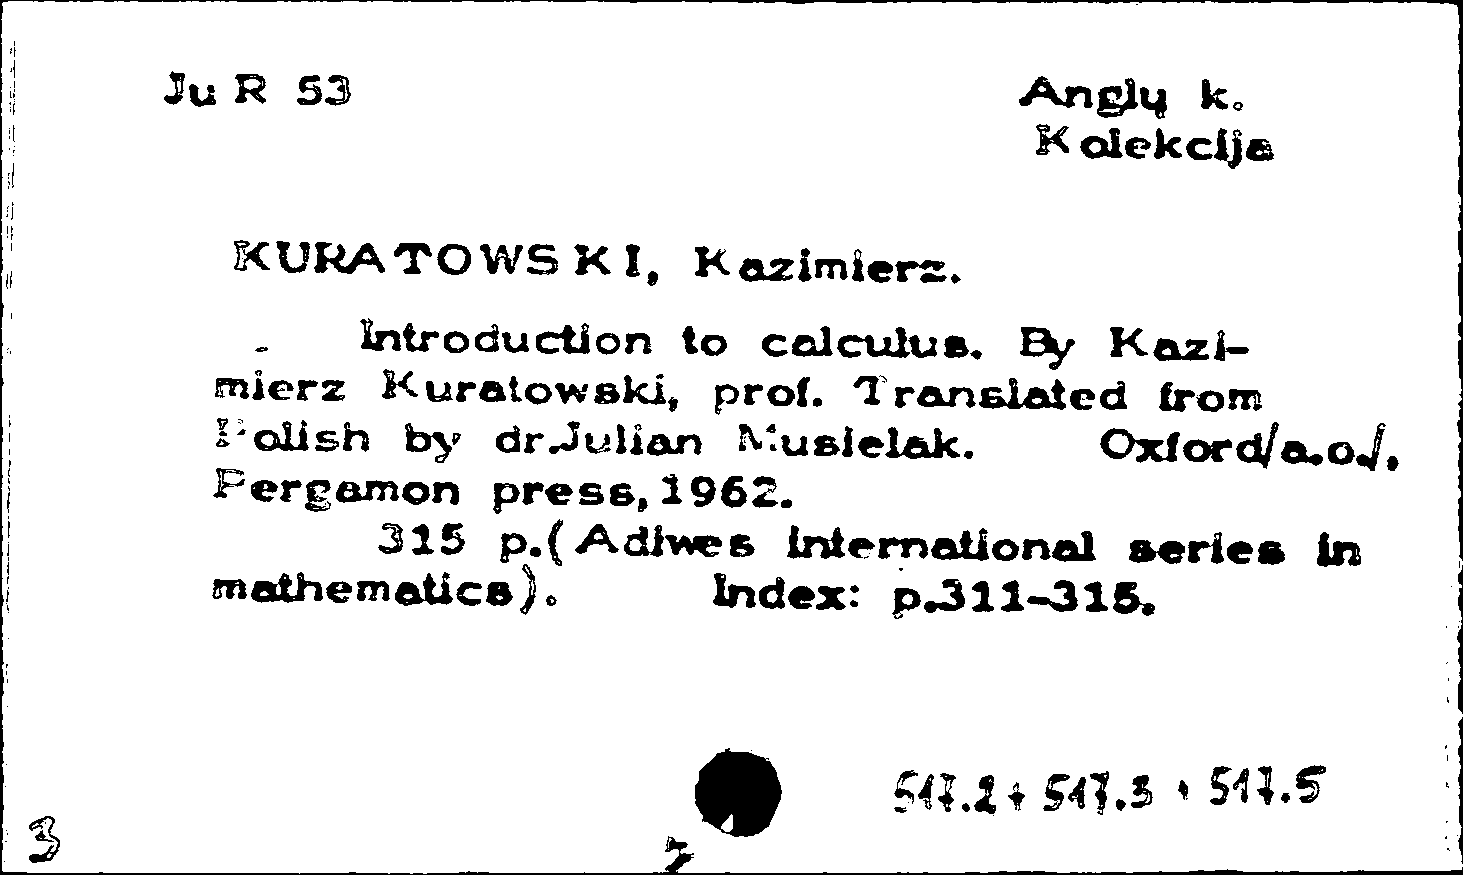 Ju R 53
Anglų k.
Kolekcija
KURATOWSKI, Kazimierz.
Introduction to calculus. By Kazi-
mierz Kuratowski, prof. Translated from
Polish by dr.Julian Musielak. Oxford/a.o./,
Pergamon press,1962.
315 p.(Adiwes international series in
mathematics). Index: p.311-315.
517.2+517.3+517.5
3